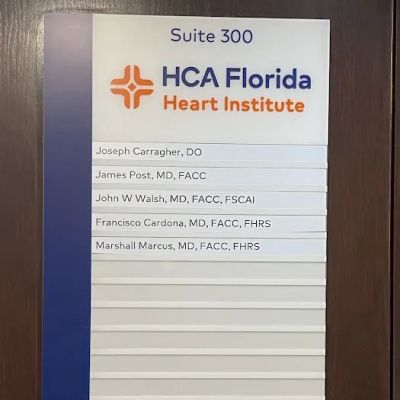 Suite 300
HCA Florida
Heart Institute
Joseph Carragher, DO
James Post, MD, FACC
John W Walsh, MD, FACC, FSCAI
Francisco Cardona, MD, FACC, FHRS
Marshall Marcus, MD, FACC, FHRS